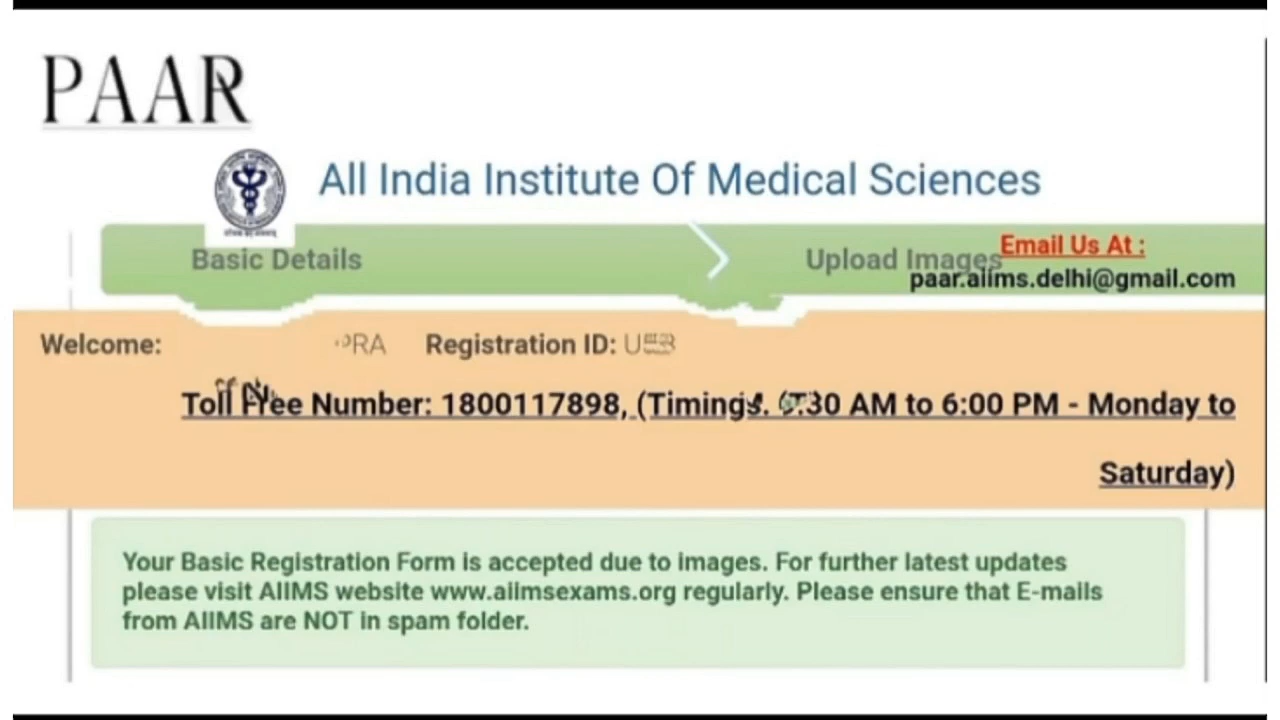 PAAR
All India Institute Of Medical Sciences
Basic Details
Upload Images
Email Us At :
paar.aiims.delhi@gmail.com
Welcome: PRA Registration ID:
Toll Free Number: 1800117898, (Timings. 30 AM to 6:00 PM - Monday to
Saturday)
Your Basic Registration Form is accepted due to images. For further latest updates
please visit AIIMS website www.aiimsexams.org regularly. Please ensure that E-mails
from AIIMS are NOT in spam folder.